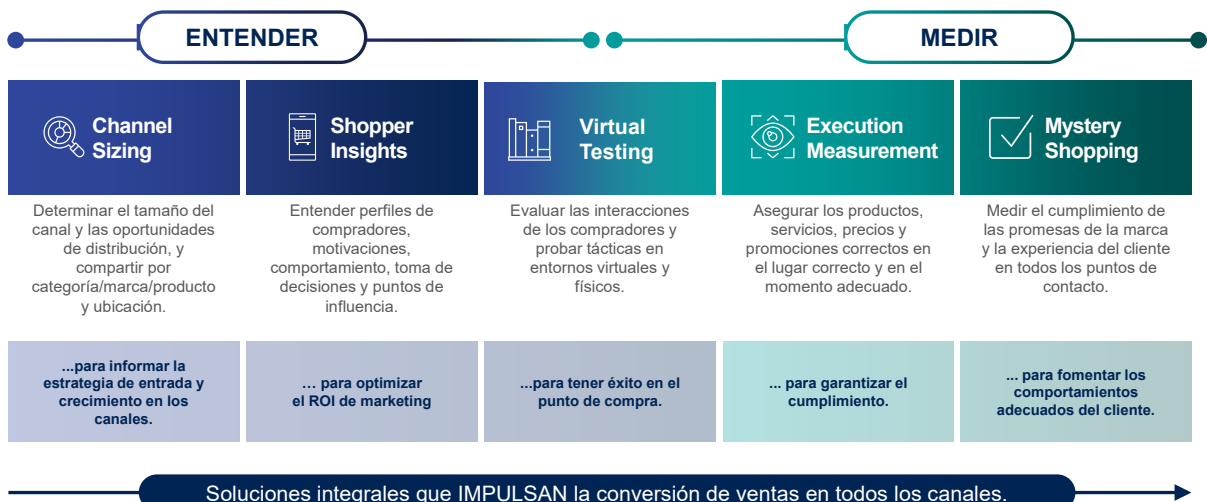 ENTENDER
MEDIR
Channel
Sizing
Shopper
Insights
Virtual
Testing
Execution
Measurement
Mystery
Shopping
Determinar el tamaño del
canal y las oportunidades
de distribución, y
compartir por
categoría/marca/producto
y ubicación.
Entender perfiles de
compradores,
motivaciones,
comportamiento, toma de
decisiones y puntos de
influencia.
Evaluar las interacciones
de los compradores y
probar tácticas en
entornos virtuales y
físicos.
Asegurar los productos,
servicios, precios y
promociones correctos en
el lugar correcto y en el
momento adecuado.
Medir el cumplimiento de
las promesas de la marca
y la experiencia del cliente
en todos los puntos de
contacto.
...para informar la
estrategia de entrada y
crecimiento en los
canales.
… para optimizar
el ROI de marketing
...para tener éxito en el
punto de compra.
... para garantizar el
cumplimiento.
... para fomentar los
comportamientos
adecuados del cliente.
Soluciones integrales que IMPULSAN la conversión de ventas en todos los canales.